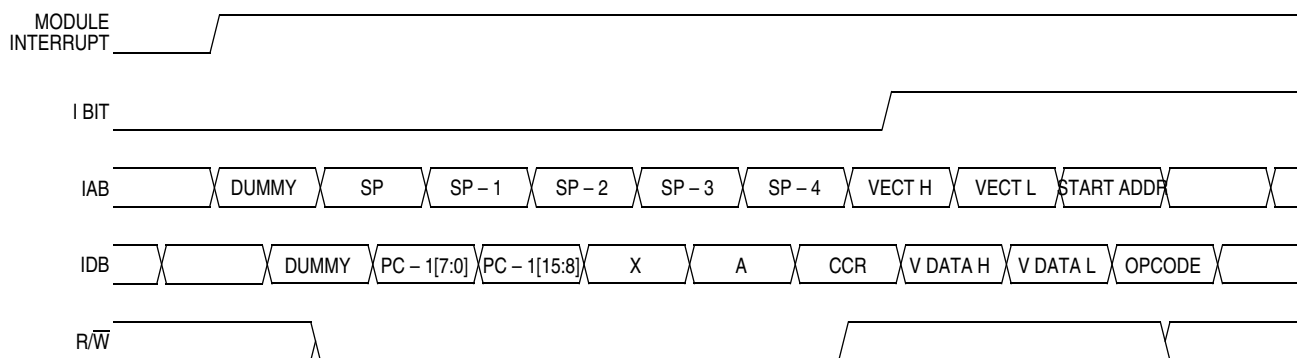 MODULE
INTERRUPT
I BIT
IAB DUMMY SP SP – 1 SP – 2 SP – 3 SP – 4 VECT H VECT L START ADDR
IDB DUMMY PC – 1[7:0] PC – 1[15:8] X A CCR V DATA H V DATA L OPCODE
R/W̅